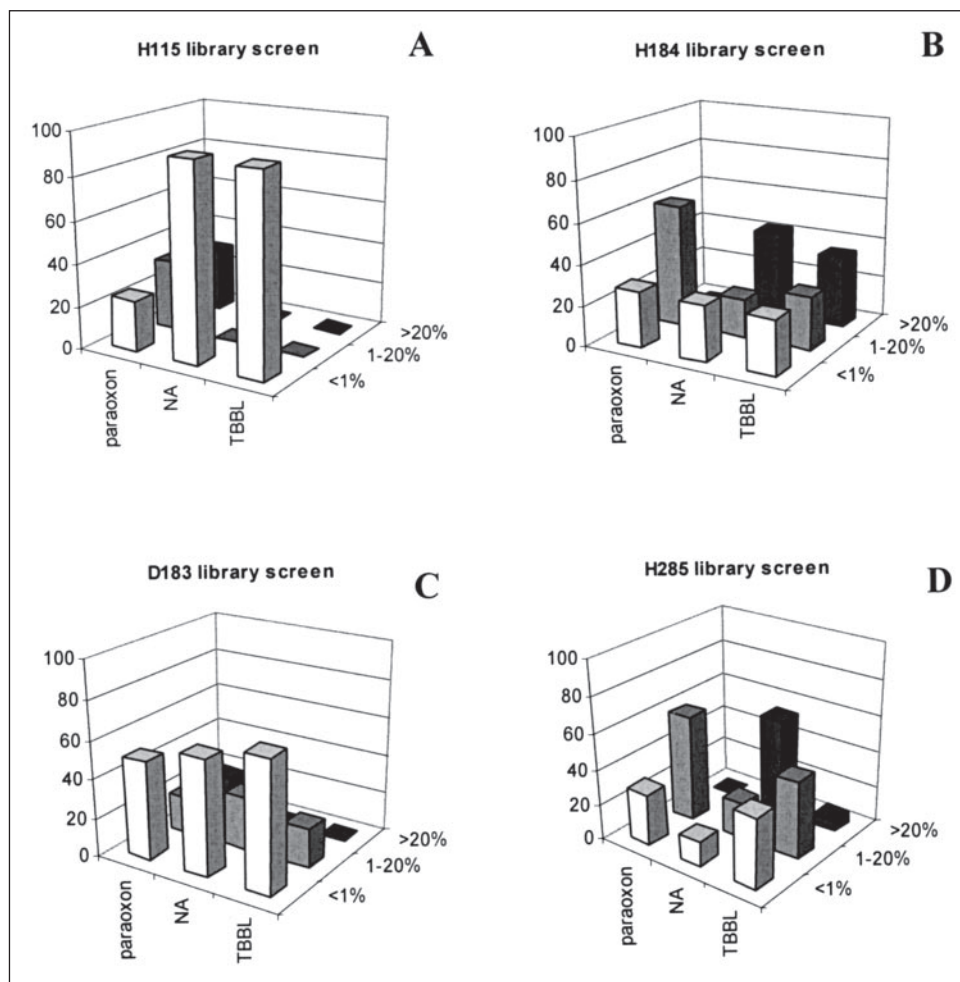 H115 library screen
A
100
80
60
40
20
0
paraoxon
NA
TBBL
<1%
1-20%
>20%
H184 library screen
B
100
80
60
40
20
0
paraoxon
NA
TBBL
<1%
1-20%
>20%
D183 library screen
C
100
80
60
40
20
0
paraoxon
NA
TBBL
<1%
1-20%
>20%
H285 library screen
D
100
80
60
40
20
0
paraoxon
NA
TBBL
<1%
1-20%
>20%